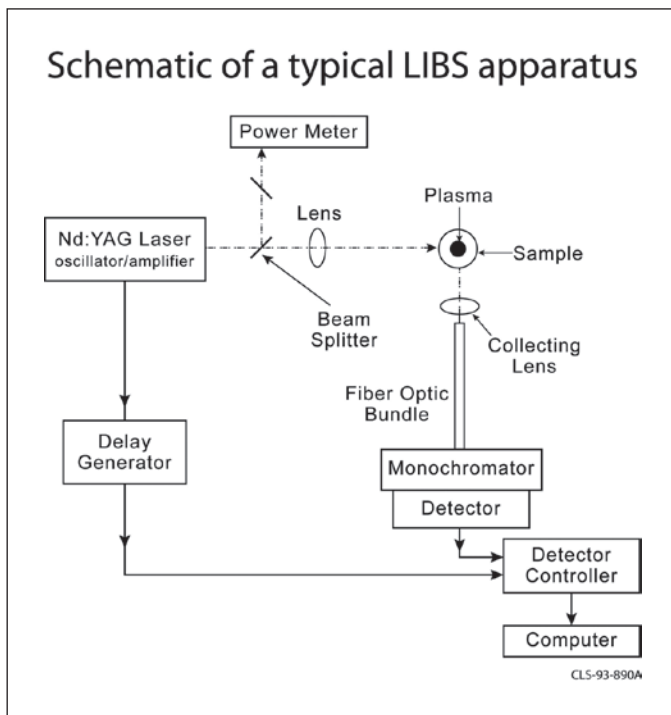 Schematic of a typical LIBS apparatus
Power Meter
Plasma
Lens
Nd:YAG Laser
oscillator/amplifier
Sample
Beam
Splitter
Collecting
Lens
Fiber Optic
Bundle
Delay
Generator
Monochromator
Detector
Detector
Controller
Computer
CLS-93-890A